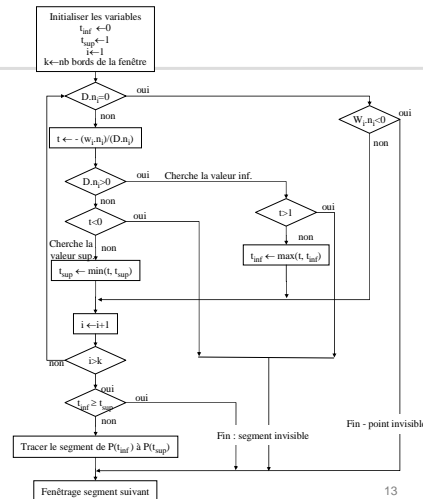 Initialiser les variables
t_inf ←0
t_sup ←1
i←1
k←nb bords de la fenêtre
D.n_i=0
oui
non
W_i.n_i<0
oui
non
t ← - (w_i.n_i)/(D.n_i)
D.n_i>0
oui
Cherche la valeur inf.
non
t<0
oui
t>1
oui
Cherche la
valeur sup.
non
non
t_sup ← min(t, t_sup)
t_inf ← max(t, t_inf)
i ←i+1
i>k
non
oui
t_inf ≥ t_sup
oui
non
Fin : segment invisible
Fin - point invisible
Tracer le segment de P(t_inf) à P(t_sup)
Fenêtrage segment suivant
13